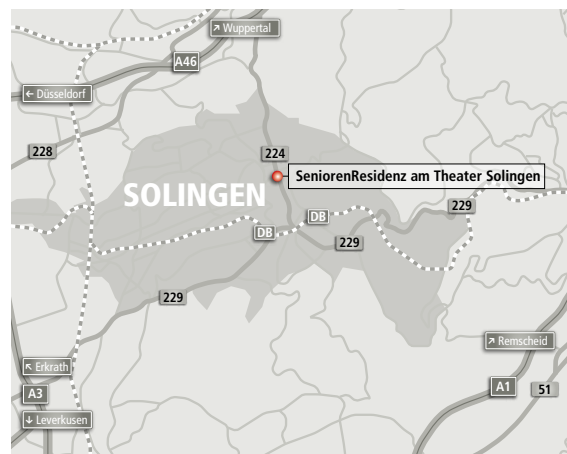 ↗ Wuppertal
A46
← Düsseldorf
228
224
SeniorenResidenz am Theater Solingen
SOLINGEN
229
DB
DB
229
229
↗ Remscheid
↖ Erkrath
A3
A1
51
↓ Leverkusen